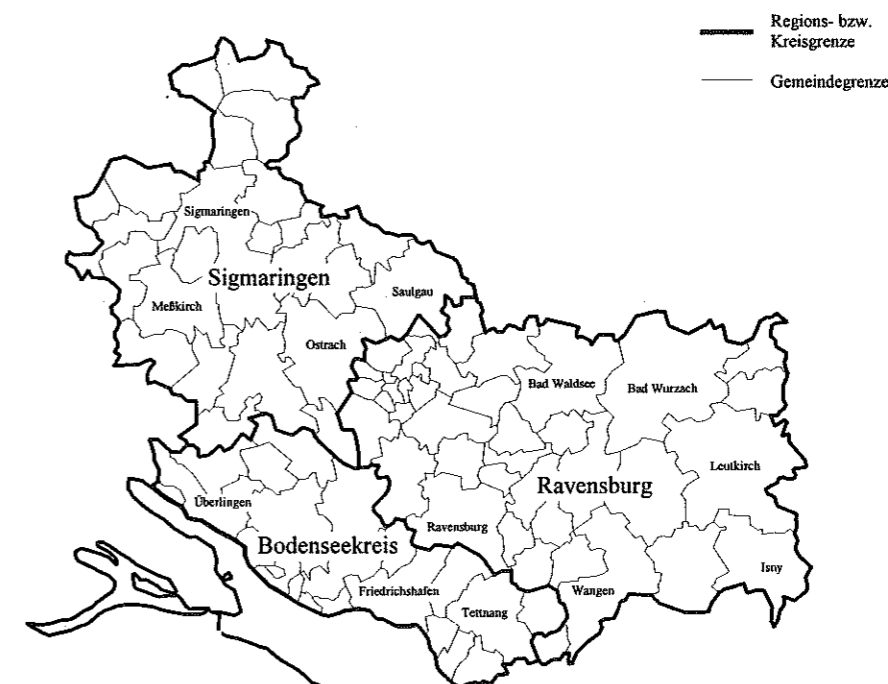 Regions- bzw.
Kreisgrenze
Gemeindegrenze
Sigmaringen
Sigmaringen
Saulgau
Meßkirch
Ostrach
Bad Waldsee
Bad Wurzach
Leutkirch
Ravensburg
Überlingen
Ravensburg
Bodenseekreis
Isny
Friedrichshafen
Wangen
Tettnang